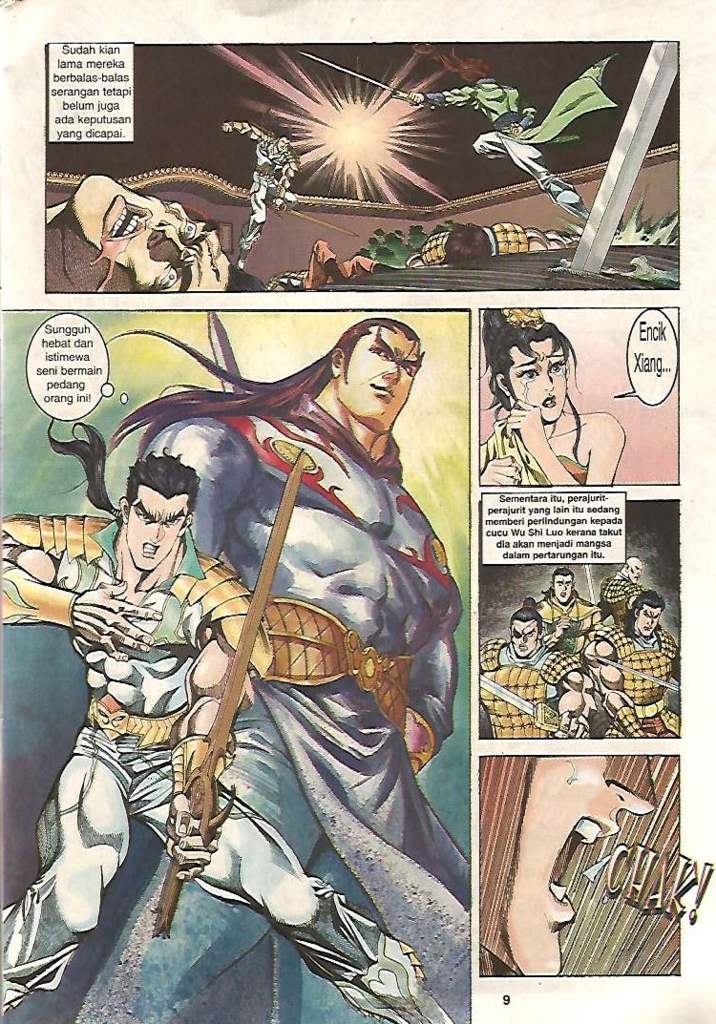 Sudah kian
lama mereka
berbalas-balas
serangan tetapi
belum juga
ada keputusan
yang dicapai.
Sungguh
hebat dan
istimewa
seni bermain
pedang
orang ini!
Encik
Xiang...
Sementara itu, perajurit-
perajurit yang itu sedang
memberi perlindungan kepada
cucu Wu Shi Luo kerana takut
dia akan menjadi mangsa
dalam pertarungan itu.
CHAK!
9